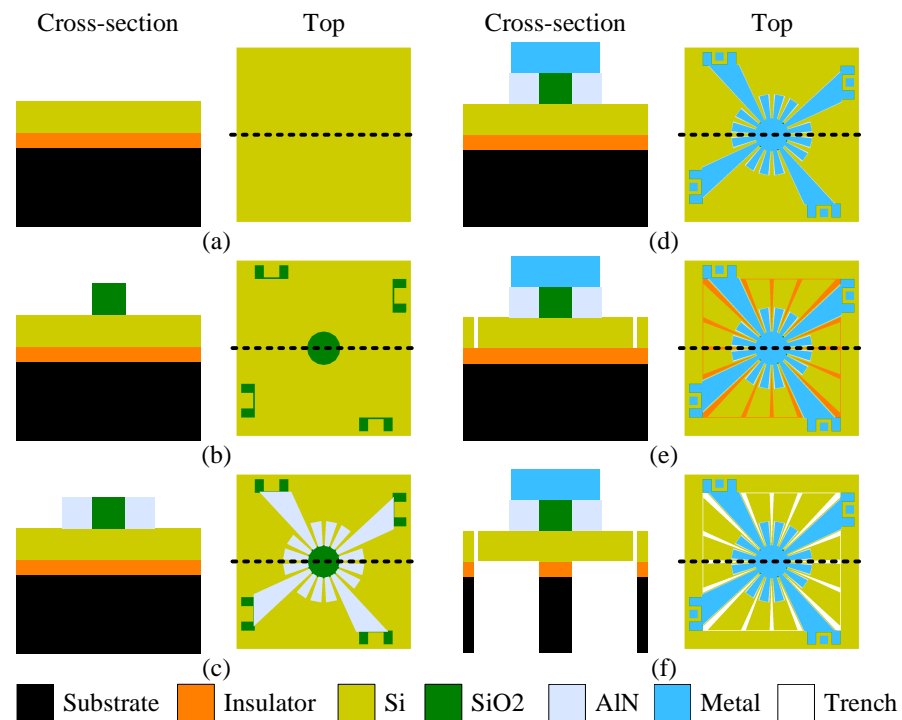 Cross-section Top Cross-section Top
(a) (d)
(b) (e)
(c) (f)
Substrate Insulator Si SiO2 AlN Metal Trench